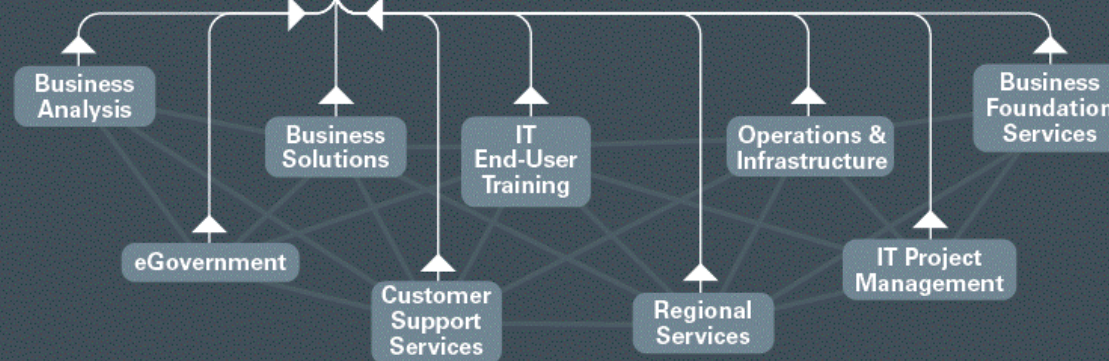 Business
Analysis
Business
Solutions
IT
End-User
Training
Operations &
Infrastructure
Business
Foundation
Services
eGovernment
Customer
Support
Services
Regional
Services
IT Project
Management